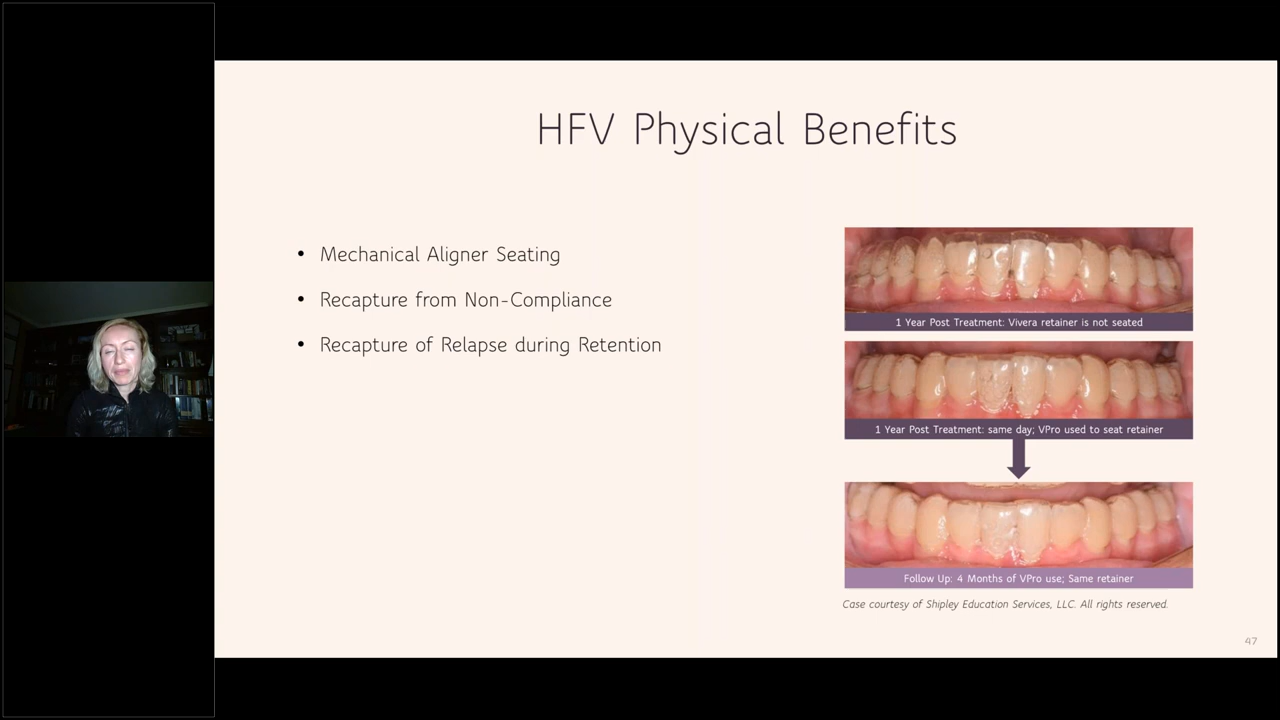 HFV Physical Benefits
• Mechanical Aligner Seating
• Recapture from Non-Compliance
• Recapture of Relapse during Retention
1 Year Post Treatment: Vivera retainer is not seated
1 Year Post Treatment: same day; VPro used to seat retainer
Follow Up: 4 Months of VPro use; Same retainer
Case courtesy of Shipley Education Services, LLC. All rights reserved.
47